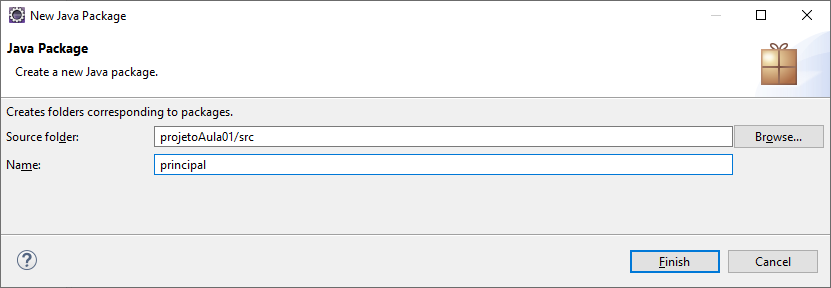 New Java Package
Java Package
Create a new Java package.
Creates folders corresponding to packages.
Source folder: projetoAula01/src Browse...
Name: principal
? Finish Cancel